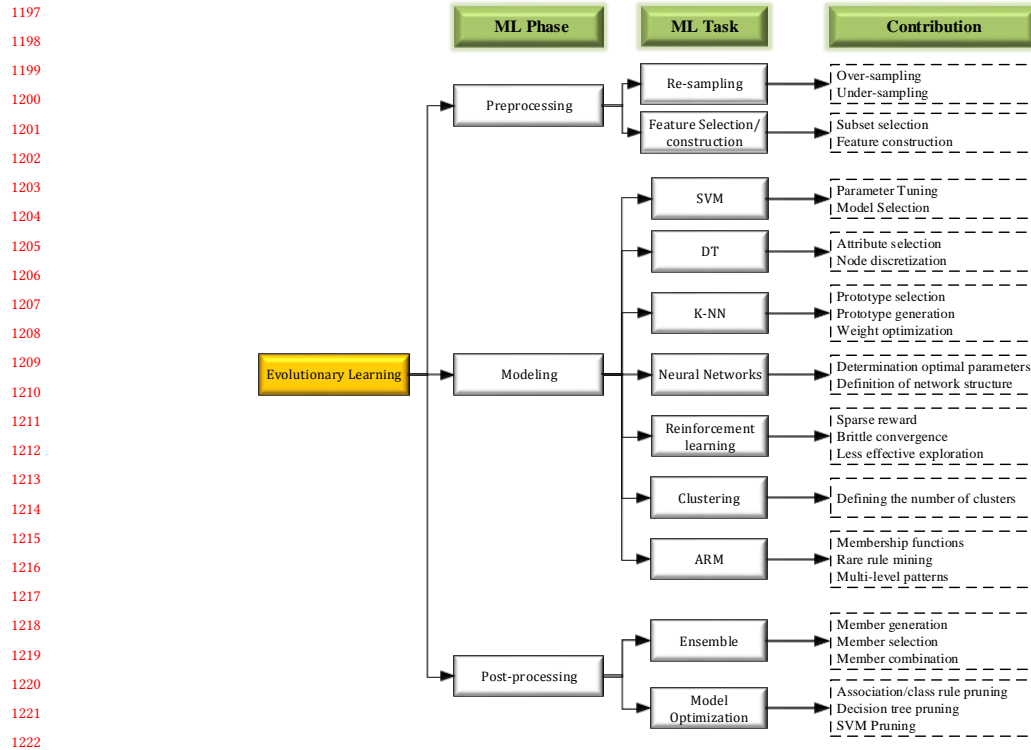 1197
1198
1199
1200
1201
1202
1203
1204
1205
1206
1207
1208
1209
1210
1211
1212
1213
1214
1215
1216
1217
1218
1219
1220
1221
1222
ML Phase
ML Task
Contribution
Evolutionary Learning
Preprocessing
Re-sampling
Over-sampling
Under-sampling
Feature Selection/
construction
Subset selection
Feature construction
Modeling
SVM
Parameter Tuning
Model Selection
DT
Attribute selection
Node discretization
K-NN
Prototype selection
Prototype generation
Weight optimization
Neural Networks
Determination optimal parameters
Definition of network structure
Reinforcement
learning
Sparse reward
Brittle convergence
Less effective exploration
Clustering
Defining the number of clusters
ARM
Membership functions
Rare rule mining
Multi-level patterns
Post-processing
Ensemble
Member generation
Member selection
Member combination
Model
Optimization
Association/class rule pruning
Decision tree pruning
SVM Pruning